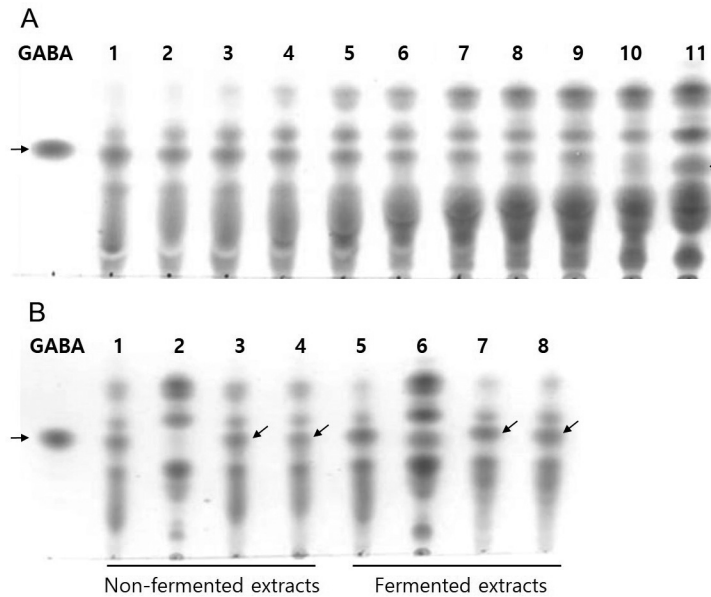 A
GABA 1 2 3 4 5 6 7 8 9 10 11
B
GABA 1 2 3 4 5 6 7 8
Non-fermented extracts Fermented extracts